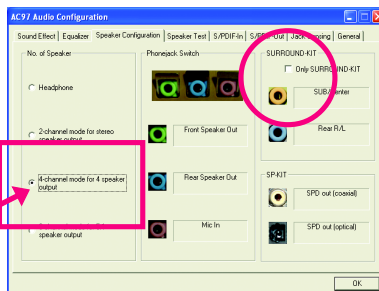 AC97 Audio Configuration
Sound Effect Equalizer Speaker Configuration Speaker Test S/PDIF-In S/PDIF-Out Jack Sensing General
No. of Speaker
Headphone
2-channel mode for stereo
speaker output
4-channel mode for 4 speaker
output
speaker output
Phonejack Switch
Front Speaker Out
Rear Speaker Out
Mic In
SURROUND-KIT
Only SURROUND-KIT
SUB/Center
Rear R/L
SP-KIT
SPD out (coaxial)
SPD out (optical)
OK